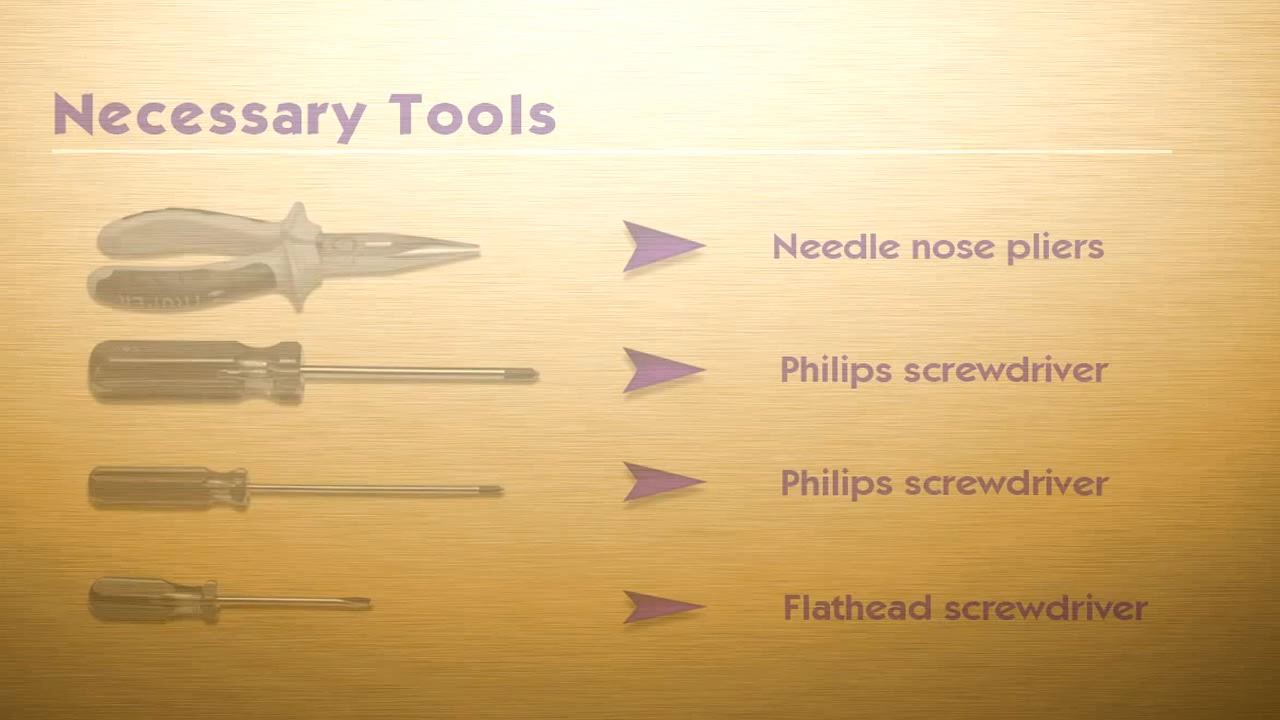 Necessary Tools
Needle nose pliers
Philips screwdriver
Philips screwdriver
Flathead screwdriver